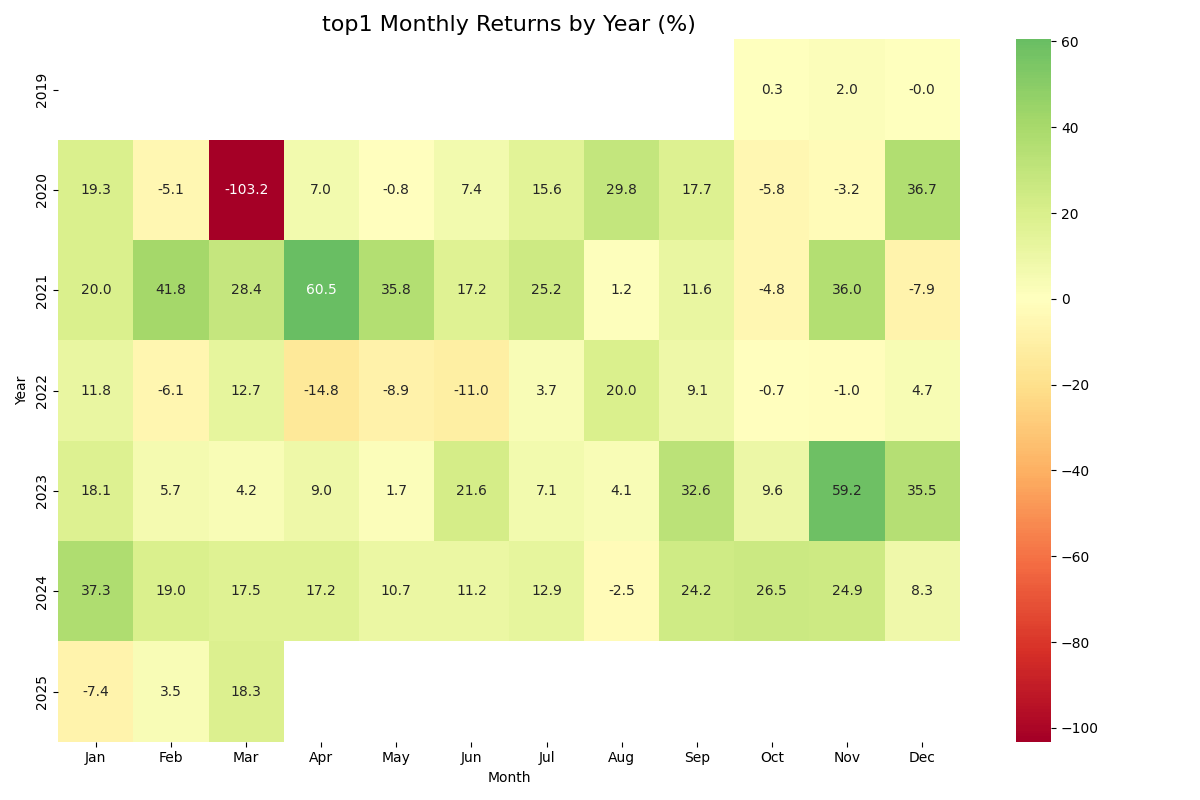 top1 Monthly Returns by Year (%)
2019 0.3 2.0 -0.0
2020 19.3 -5.1 -103.2 7.0 -0.8 7.4 15.6 29.8 17.7 -5.8 -3.2 36.7
2021 20.0 41.8 28.4 60.5 35.8 17.2 25.2 1.2 11.6 -4.8 36.0 -7.9
Year
2022 11.8 -6.1 12.7 -14.8 -8.9 -11.0 3.7 20.0 9.1 -0.7 -1.0 4.7
2023 18.1 5.7 4.2 9.0 1.7 21.6 7.1 4.1 32.6 9.6 59.2 35.5
2024 37.3 19.0 17.5 17.2 10.7 11.2 12.9 -2.5 24.2 26.5 24.9 8.3
2025 -7.4 3.5 18.3
Jan Feb Mar Apr May Jun Jul Aug Sep Oct Nov Dec
Month
60
40
20
0
−20
−40
−60
−80
−100